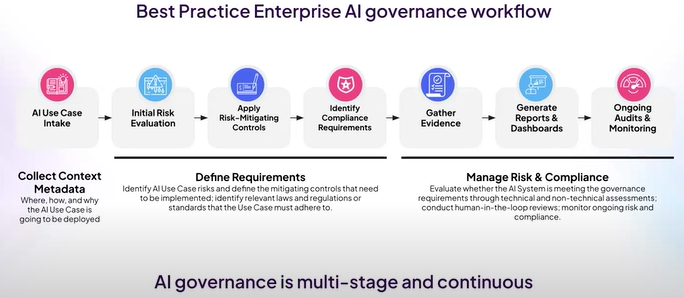 Best Practice Enterprise AI governance workflow
AI Use Case
Intake
Initial Risk
Evaluation
Apply
Risk-Mitigating
Controls
Identify
Compliance
Requirements
Gather
Evidence
Generate
Reports &
Dashboards
Ongoing
Audits &
Monitoring
Collect Context
Metadata
Where, how, and why
the AI Use Case is
going to be deployed
Define Requirements
Identify AI Use Case risks and define the mitigating controls that need
to be implemented; identify relevant laws and regulations or
standards that the Use Case must adhere to.
Manage Risk & Compliance
Evaluate whether the AI System is meeting the governance
requirements through technical and non-technical assessments;
conduct human-in-the-loop reviews; monitor ongoing risk and
compliance.
AI governance is multi-stage and continuous